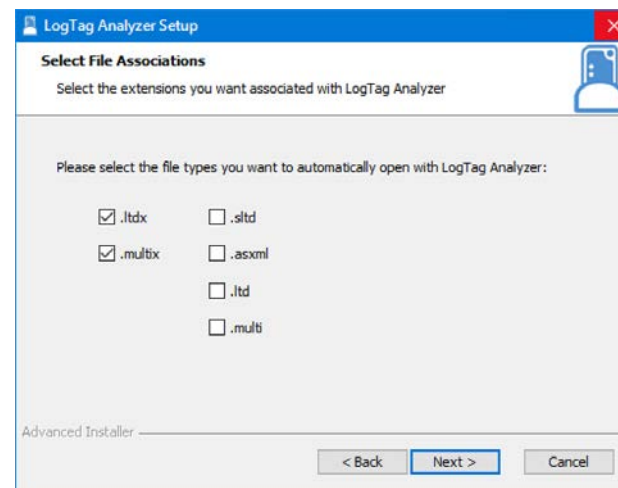 LogTag Analyzer Setup
Select File Associations
Select the extensions you want associated with LogTag Analyzer
Please select the file types you want to automatically open with LogTag Analyzer:
.ltdx .sltd
.multix .asxml
.ltd
.multi
Advanced Installer
< Back Next > Cancel